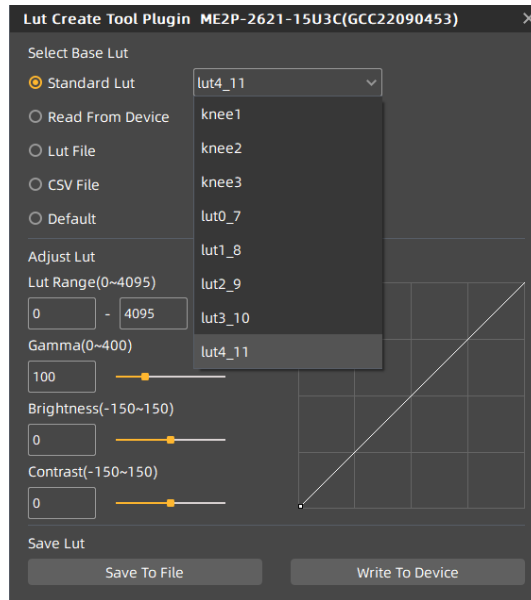 Lut Create Tool Plugin ME2P-2621-15U3C(GCC22090453)
Select Base Lut
Standard Lut
lut4_11
Read From Device
knee1
Lut File
knee2
CSV File
knee3
Default
lut0_7
lut1_8
lut2_9
lut3_10
lut4_11
Adjust Lut
Lut Range(0~4095)
0 - 4095
Gamma(0~400)
100
Brightness(-150~150)
0
Contrast(-150~150)
0
Save Lut
Save To File
Write To Device